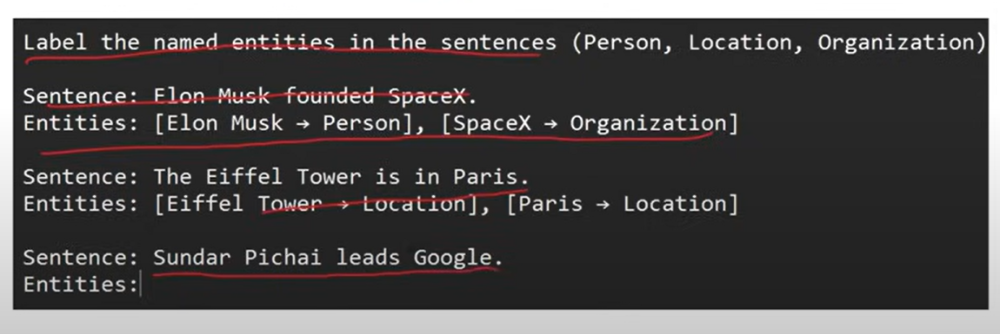 Label the named entities in the sentences (Person, Location, Organization)
Sentence: Elon Musk founded SpaceX.
Entities: [Elon Musk → Person], [SpaceX → Organization]
Sentence: The Eiffel Tower is in Paris.
Entities: [Eiffel Tower → Location], [Paris → Location]
Sentence: Sundar Pichai leads Google.
Entities: